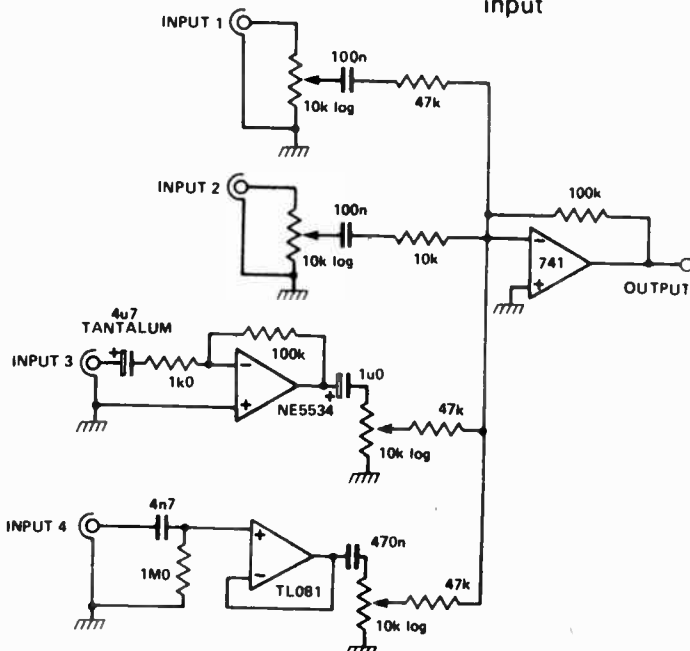 input
INPUT 1
100n
10k log
47k
INPUT 2
100n
10k log
10k
100k
-
741
+
OUTPUT
4u7
TANTALUM
+
INPUT 3
1k0
100k
-
+
NE5534
1u0
+
47k
10k log
INPUT 4
4n7
1M0
+
-
TL081
470n
47k
10k log